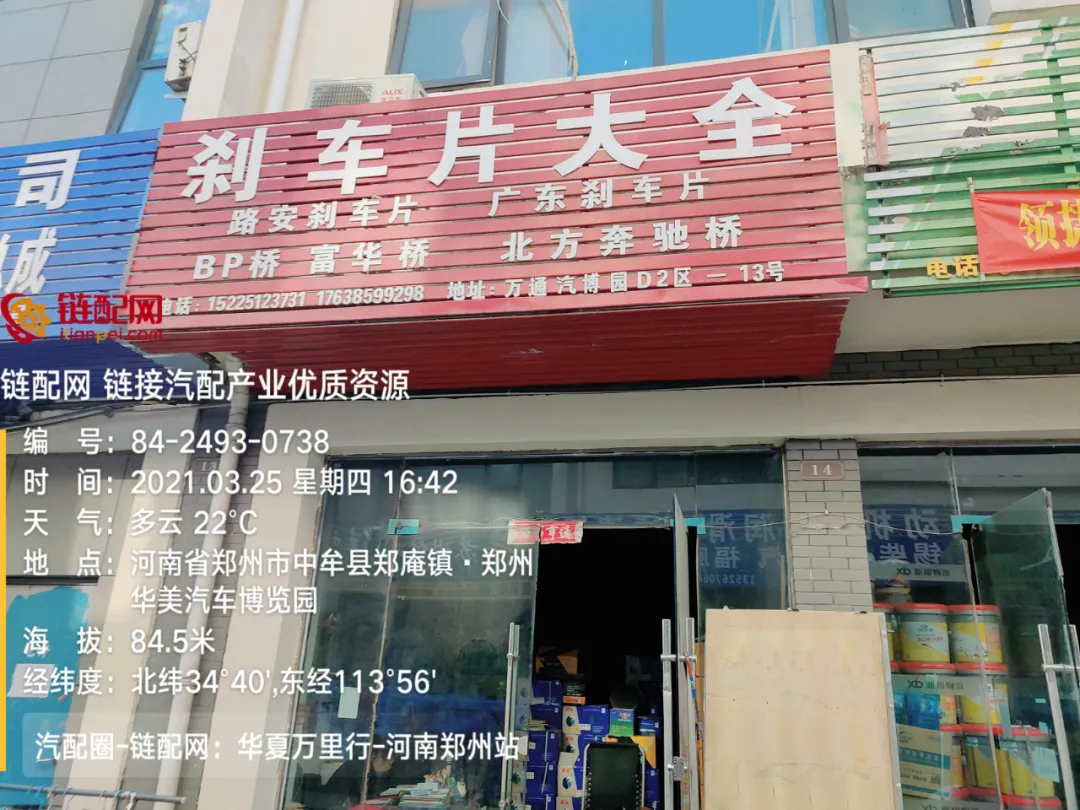 AUX
刹车片大全
路安刹车片 广东刹车片
BP桥 富华桥 北方奔驰桥
电话：15225123731 17638599298 地址：万通汽博园D2区一13号
司
成
领
电话
链配网
lianpei.com
链配网 链接汽配产业优质资源
编 号：84-2493-0738
时 间：2021.03.25 星期四 16:42
天 气：多云 22°C
地 点：河南省郑州市中牟县郑庵镇·郑州
华美汽车博览园
海 拔：84.5米
经纬度：北纬34°40',东经113°56'
汽配圈-链配网：华夏万里行-河南郑州站
14